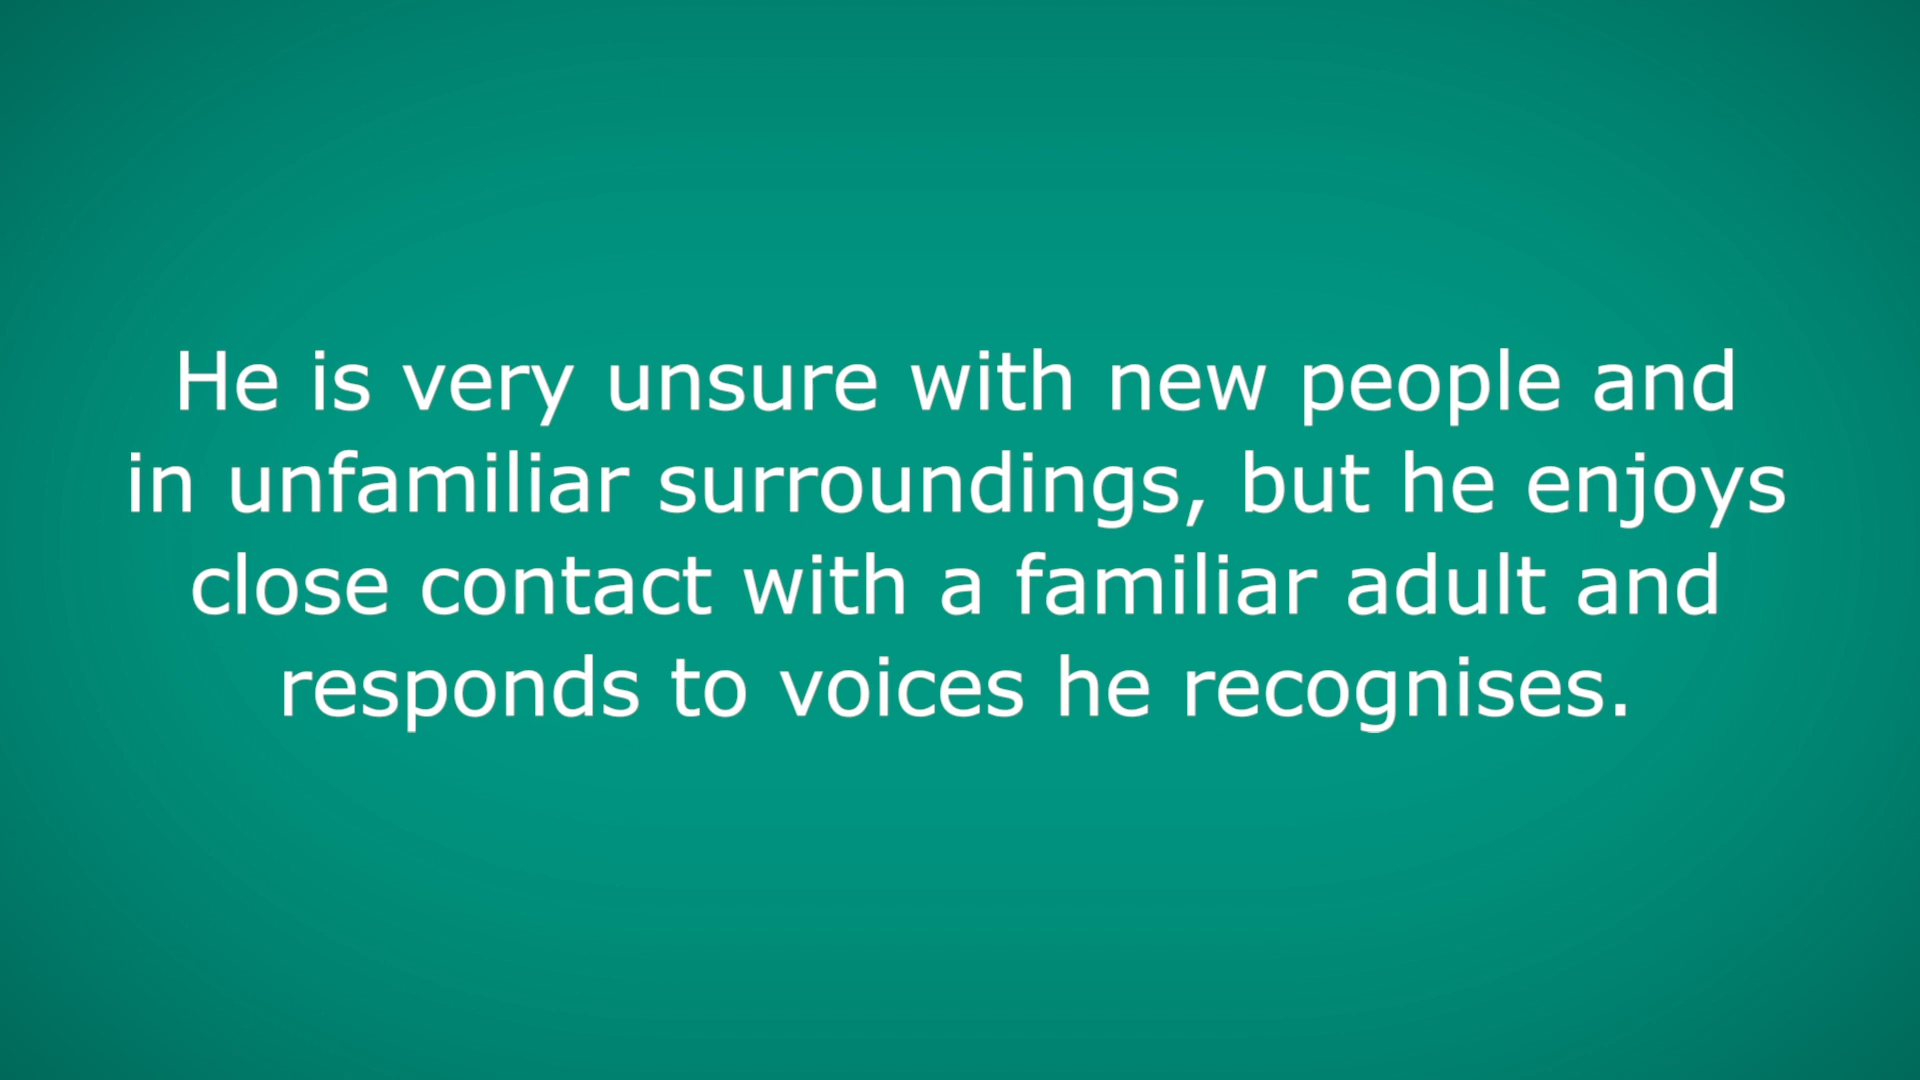 He is very unsure with new people and
in unfamiliar surroundings, but he enjoys
close contact with a familiar adult and
responds to voices he recognises.